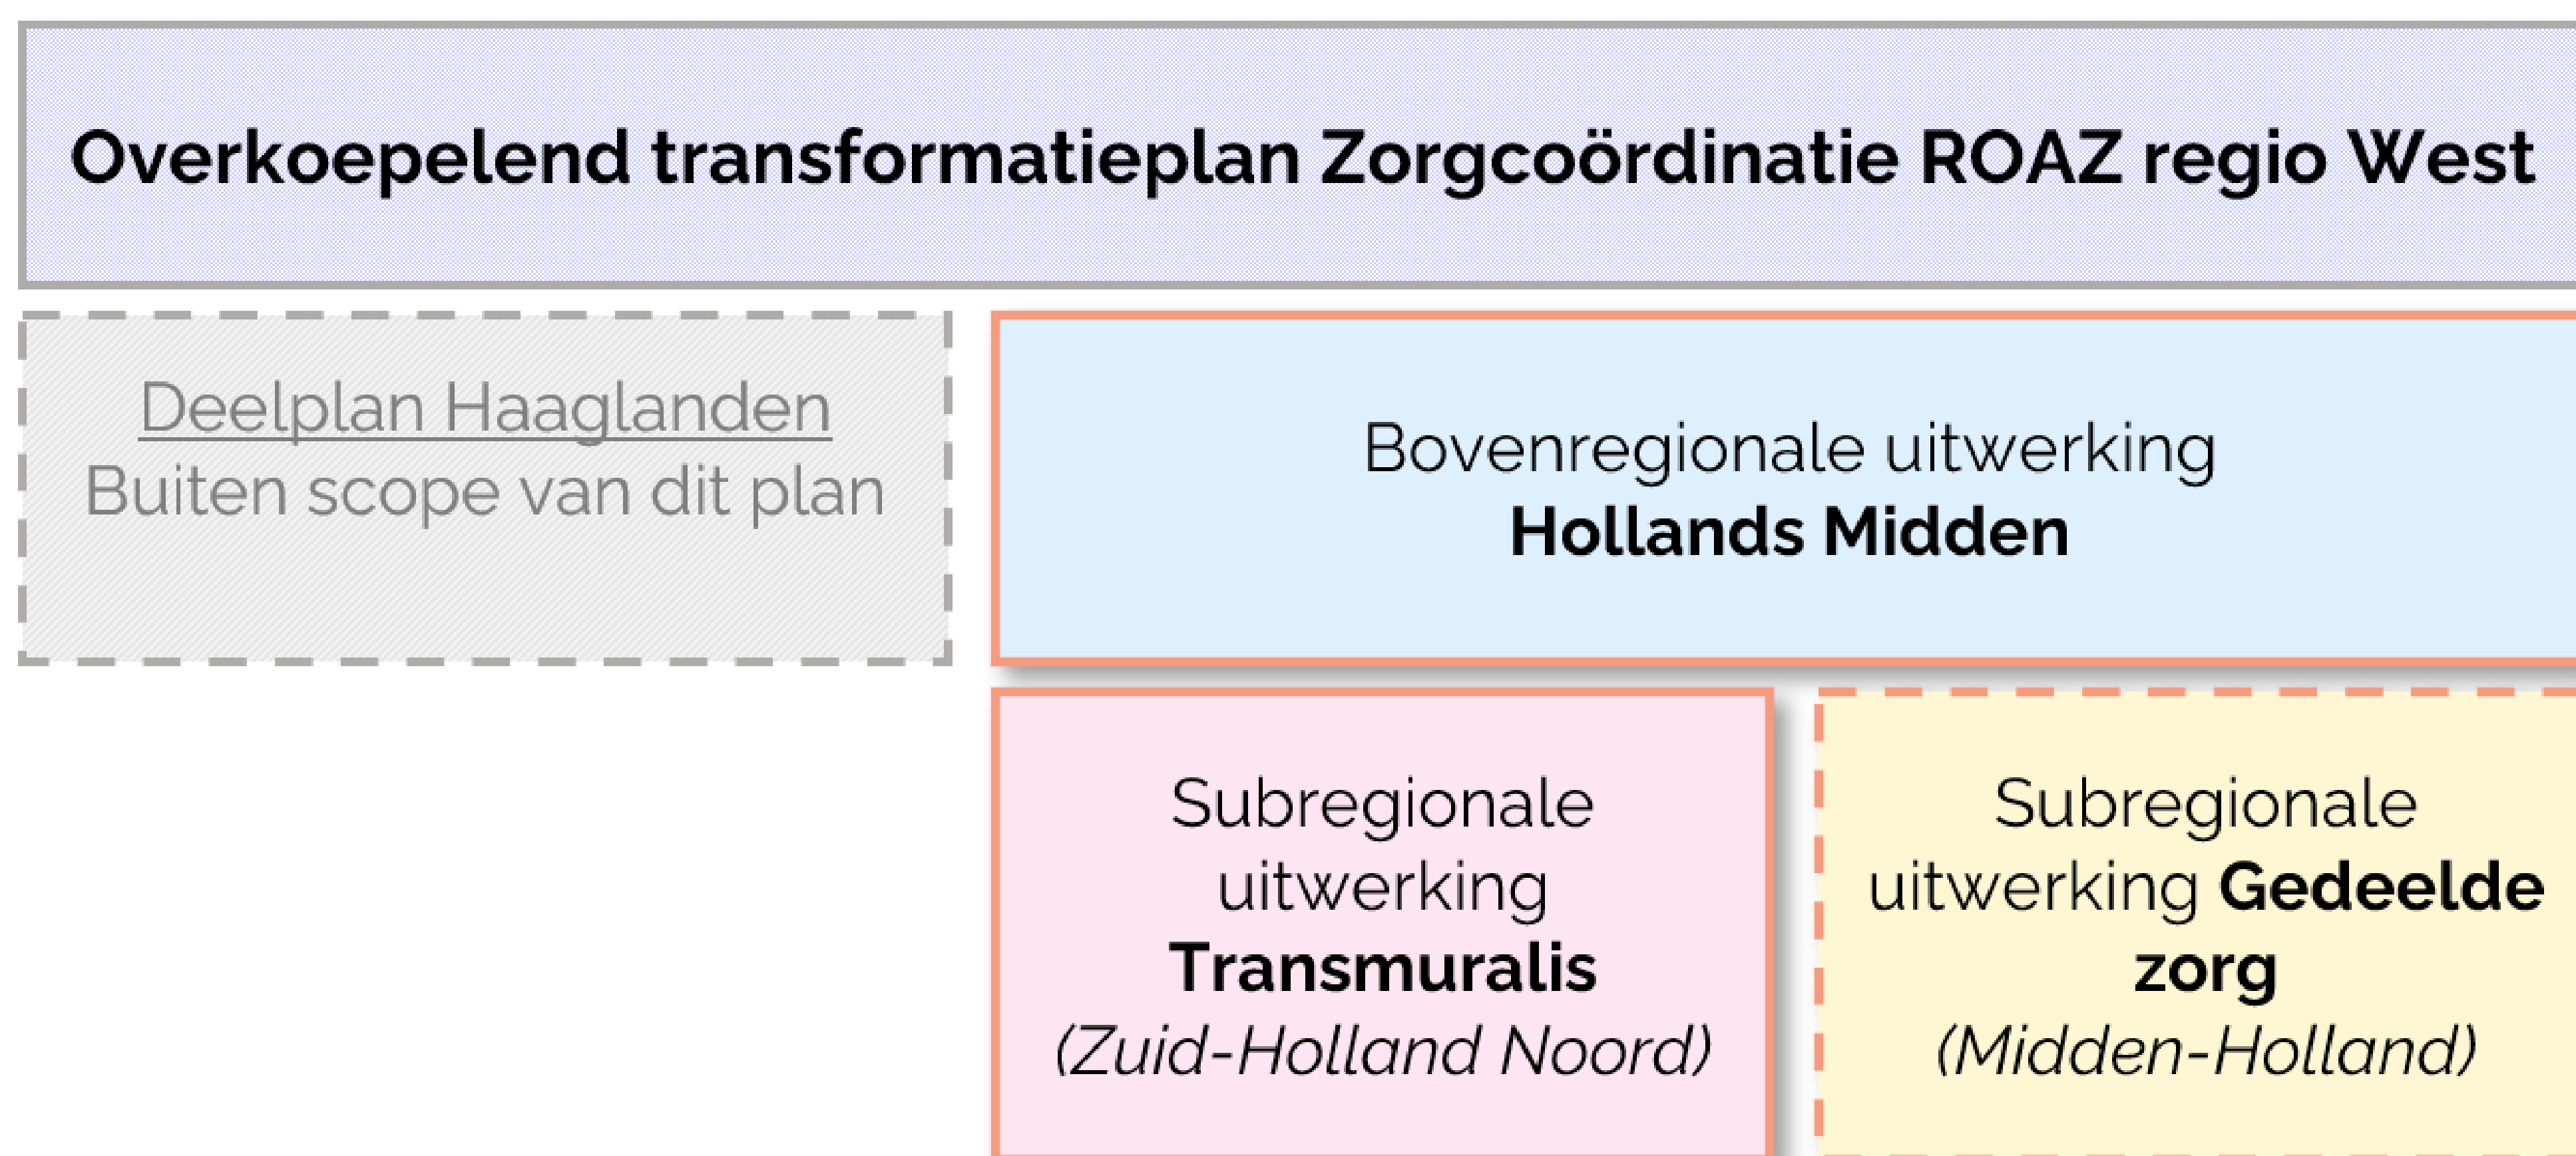 Overkoepelend transformatieplan Zorgcoördinatie ROAZ regio West
Deelplan Haaglanden
Buiten scope van dit plan
Bovenregionale uitwerking
Hollands Midden
Subregionale
uitwerking
Transmuralis
(Zuid-Holland Noord)
Subregionale
uitwerking Gedeelde
zorg
(Midden-Holland)